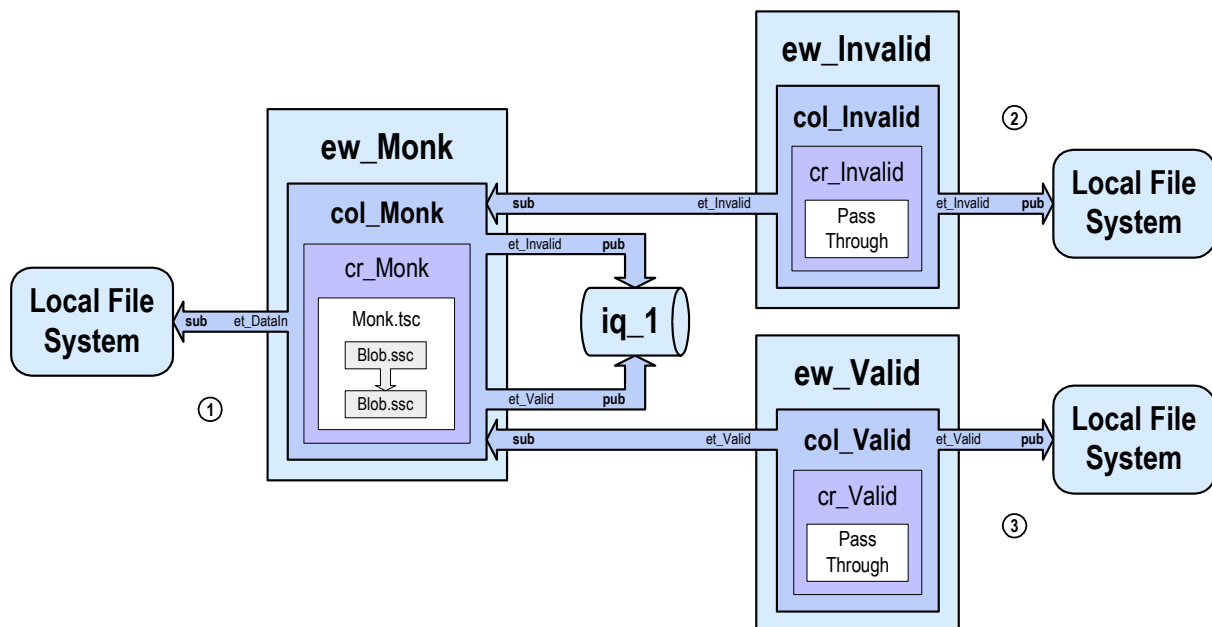 ew_Monk
col_Monk
cr_Monk
Monk.tsc
Blob.ssc
Blob.ssc
Local File
System
sub et_DataIn
1
et_Invalid pub
iq_1
et_Valid pub
ew_Invalid
col_Invalid
cr_Invalid
Pass
Through
sub et_Invalid
et_Invalid pub
2
Local File
System
ew_Valid
col_Valid
cr_Valid
Pass
Through
sub et_Valid
et_Valid pub
3
Local File
System